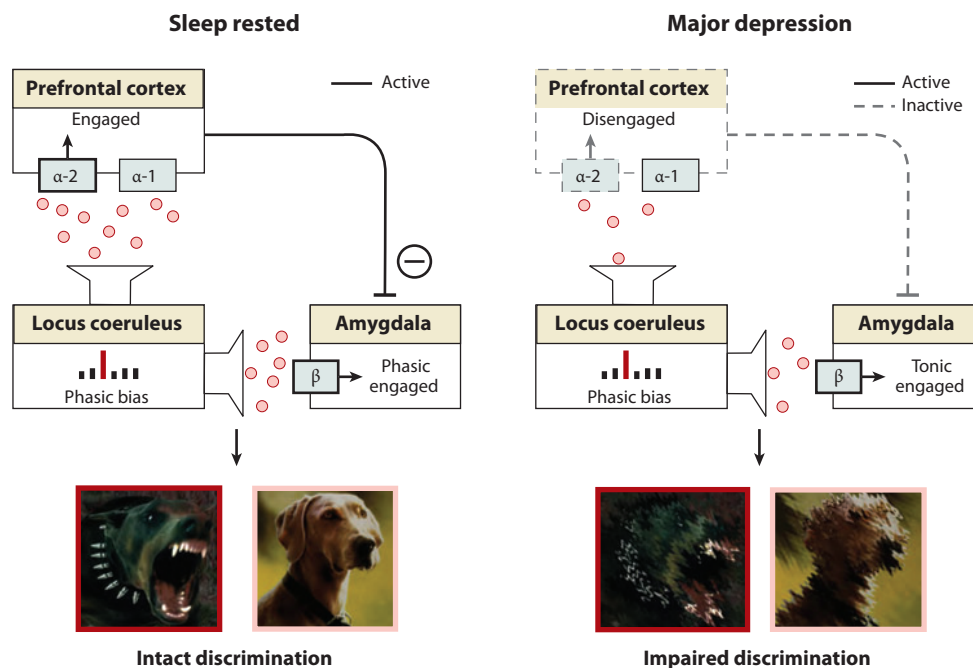 Sleep rested
Prefrontal cortex
Active
Engaged
α-2
α-1
Locus coeruleus
Amygdala
Phasic bias
β
Phasic
engaged
Intact discrimination
Major depression
Prefrontal cortex
Active
Inactive
Disengaged
α-2
α-1
Locus coeruleus
Amygdala
Phasic bias
β
Tonic
engaged
Impaired discrimination